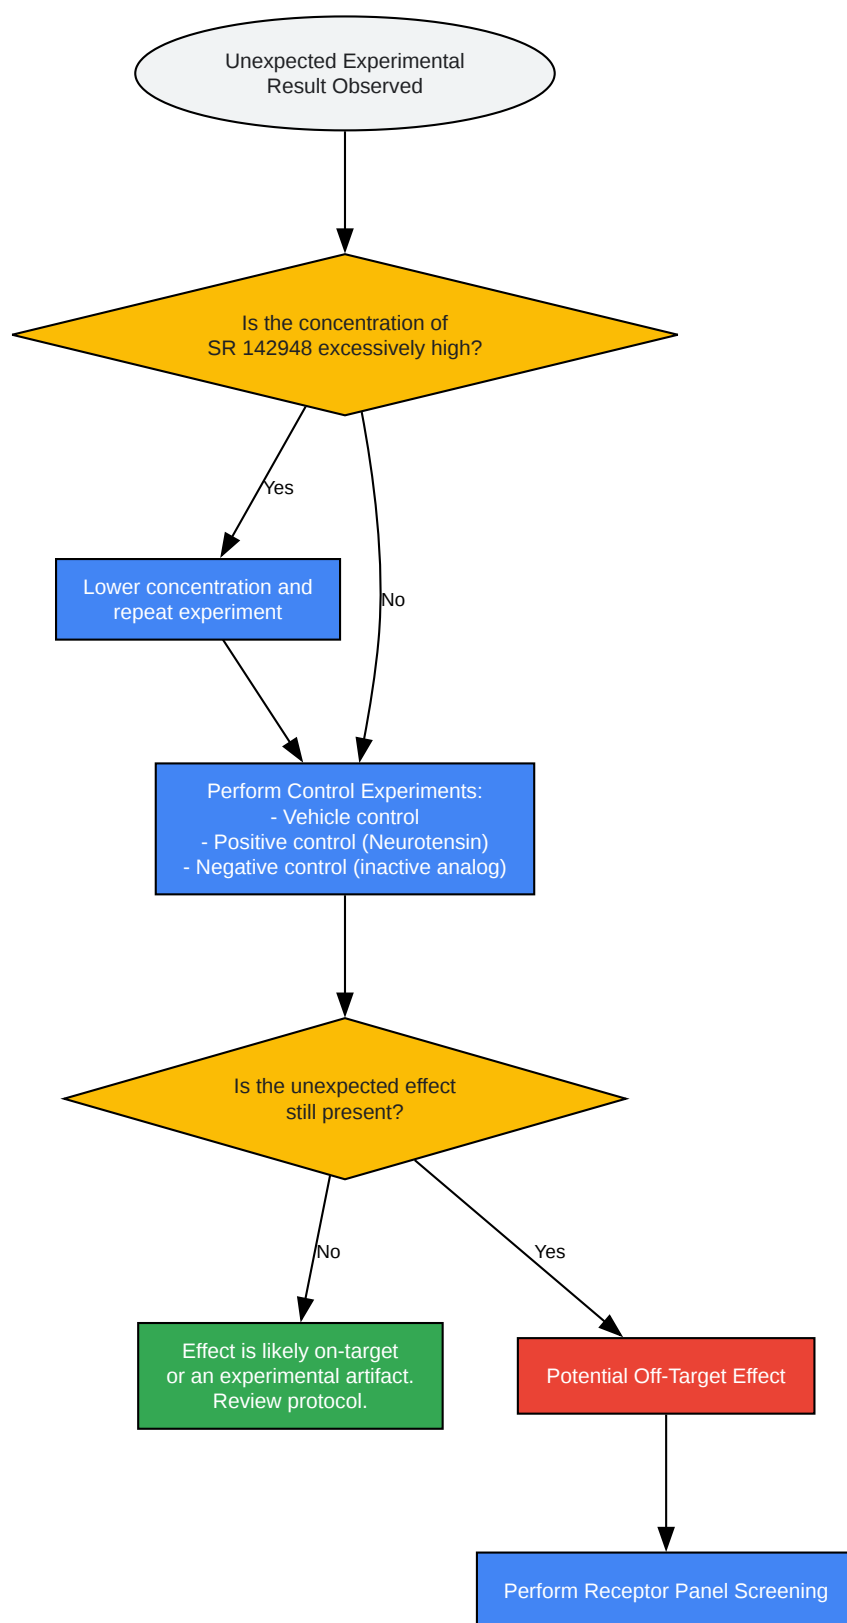 Unexpected Experimental
Result Observed
Is the concentration of
SR 142948 excessively high?
Yes
Lower concentration and
repeat experiment
No
Perform Control Experiments:
- Vehicle control
- Positive control (Neurotensin)
- Negative control (inactive analog)
Is the unexpected effect
still present?
No
Yes
Effect is likely on-target
or an experimental artifact.
Review protocol.
Potential Off-Target Effect
Perform Receptor Panel Screening